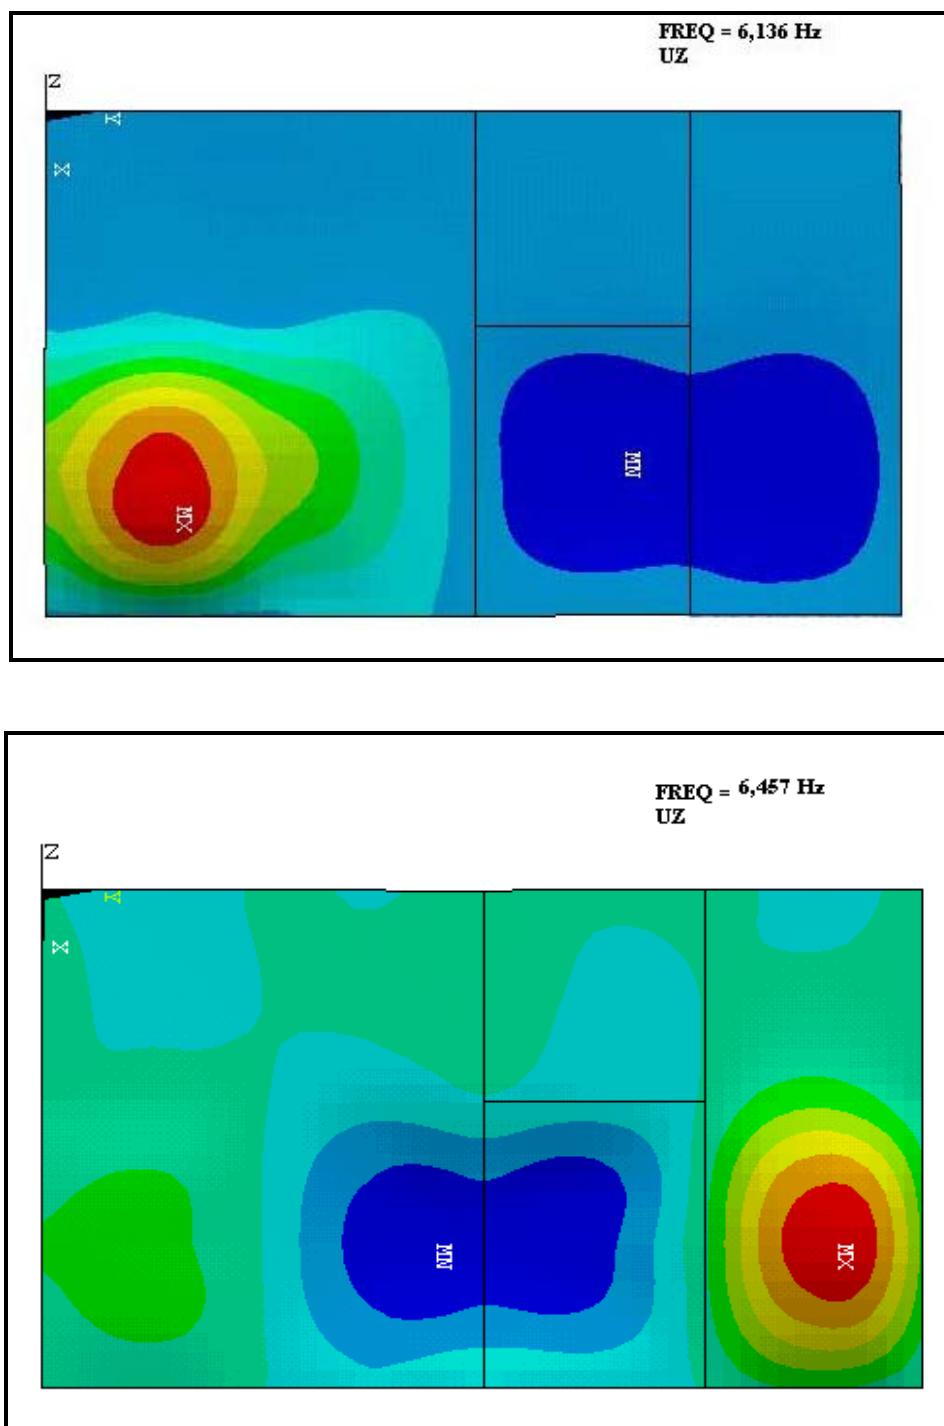 FREQ = 6,136 Hz
UZ
Z
Y
X
MN
MX
FREQ = 6,457 Hz
UZ
Z
Y
X
MN
MX